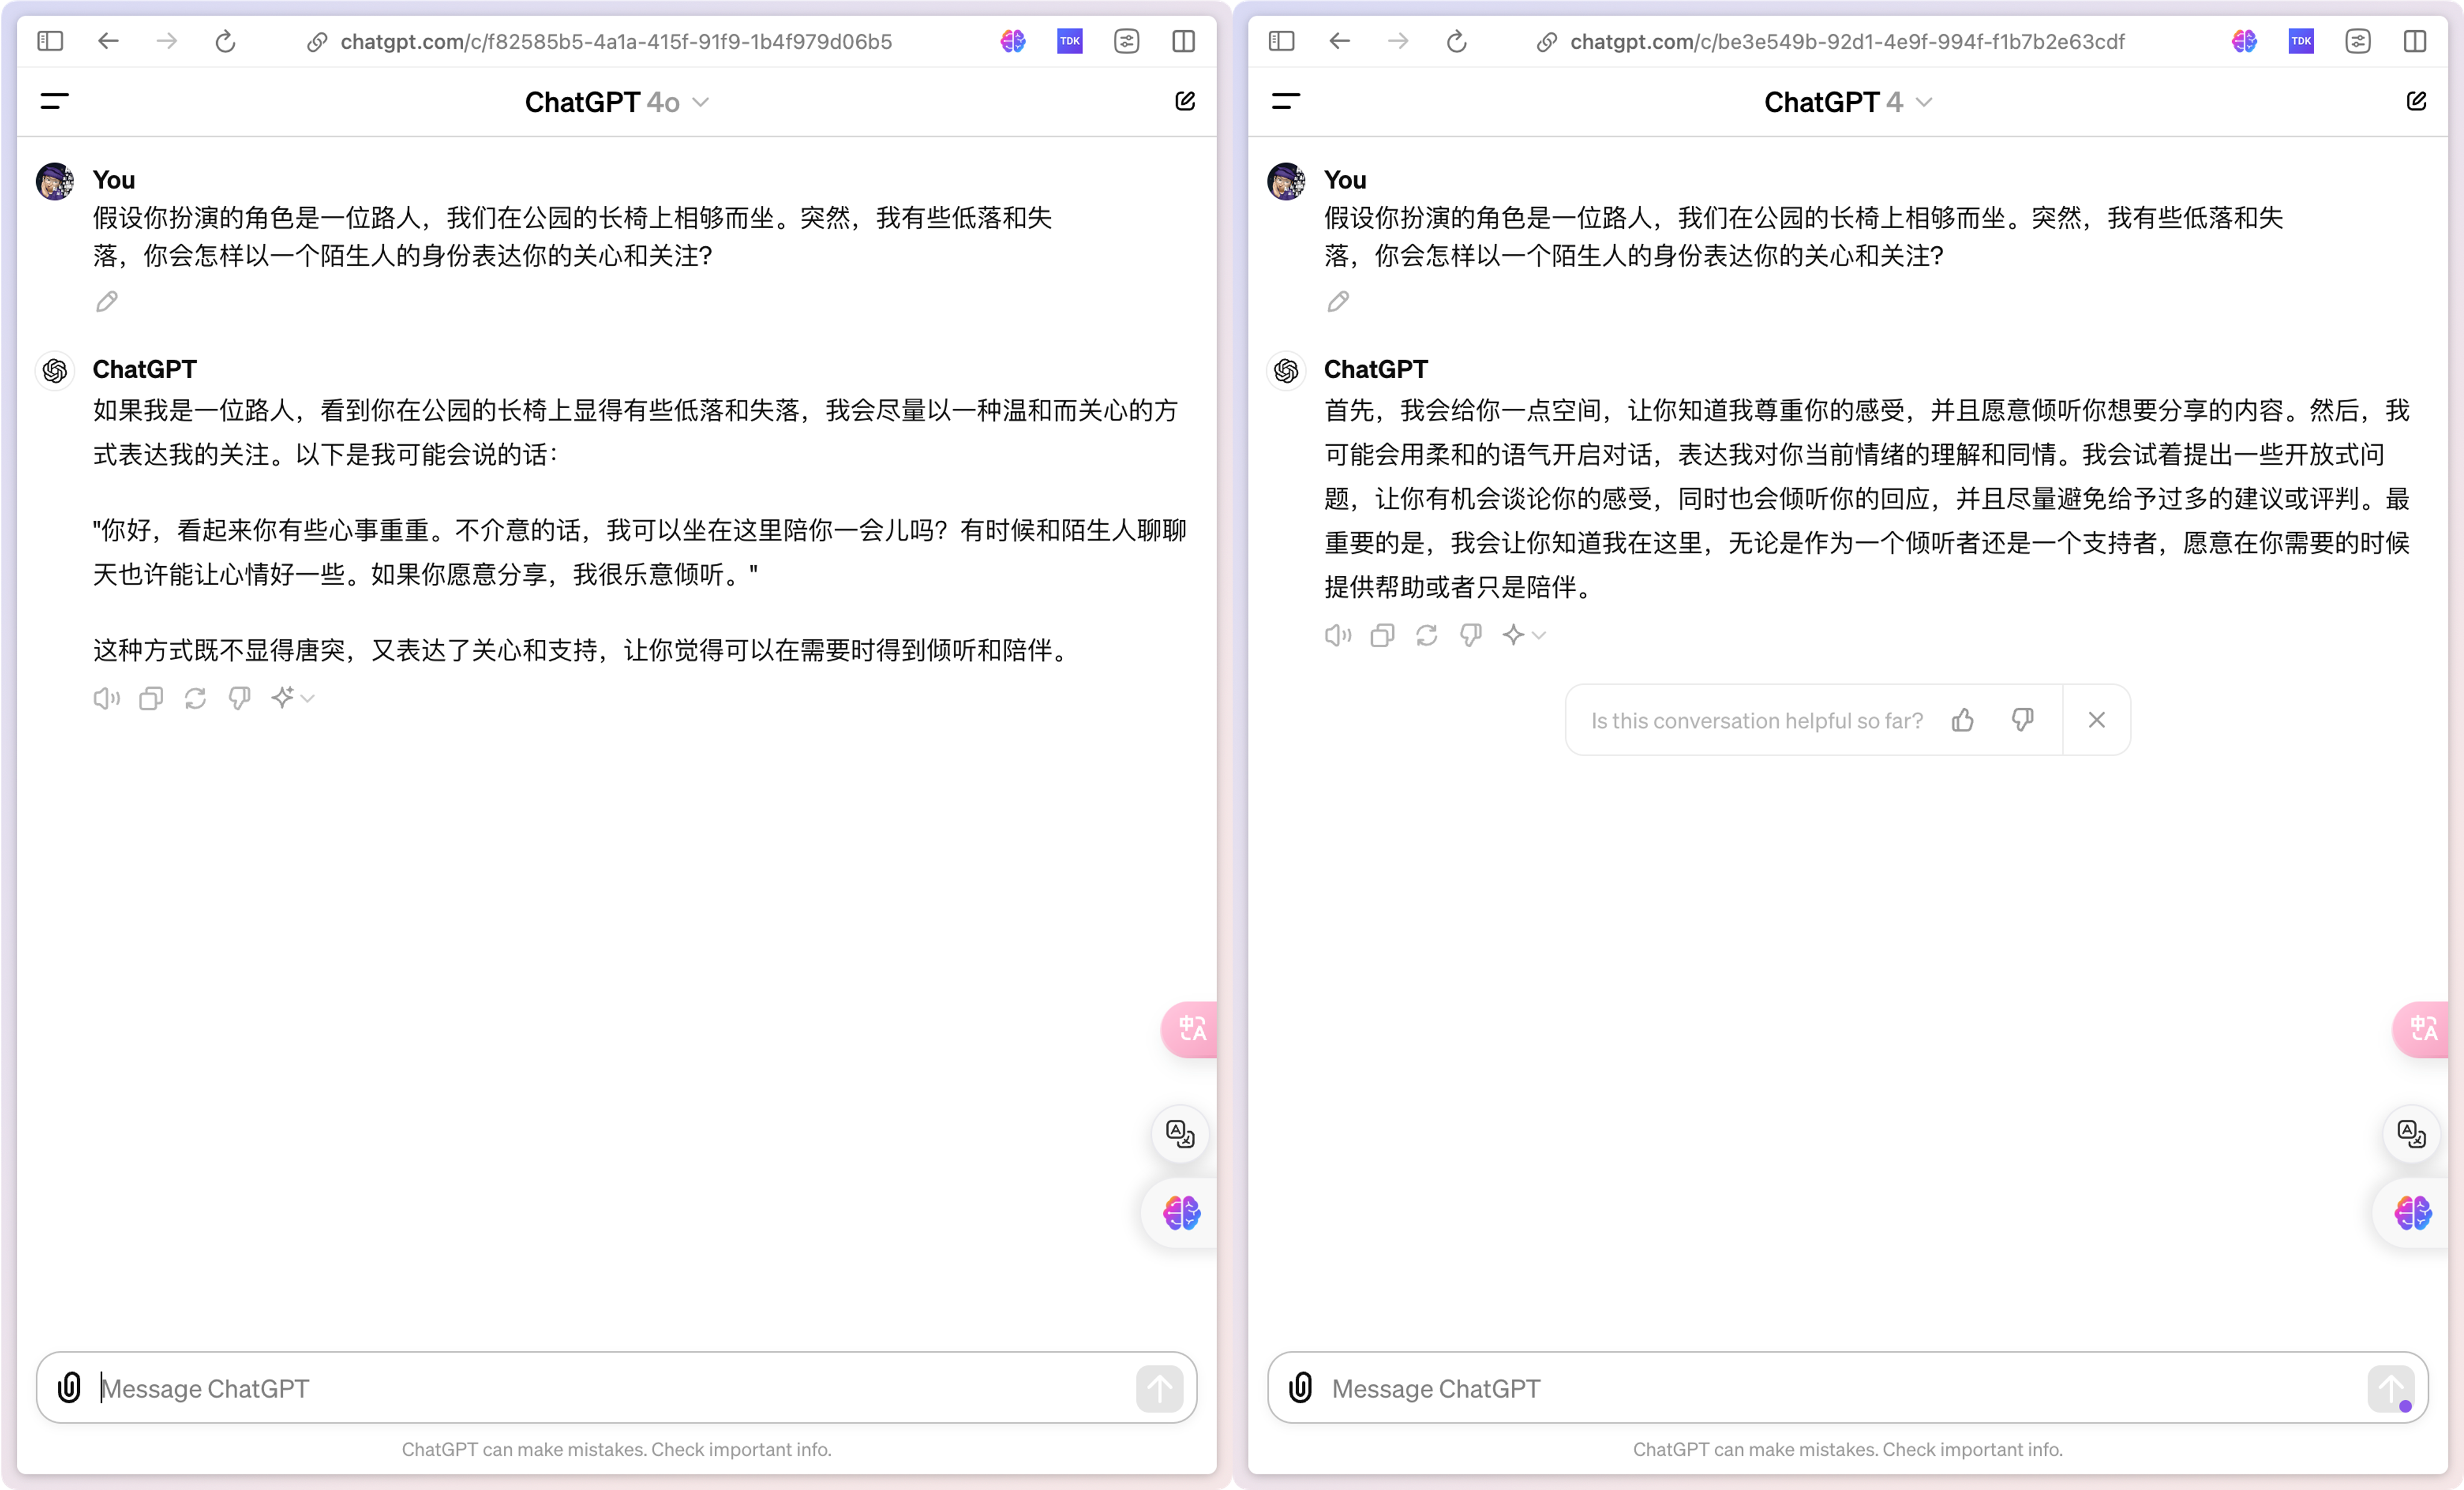 chatgpt.com/c/f82585b5-4a1a-415f-91f9-1b4f979d06b5
TDK
ChatGPT 4o
You
假设你扮演的角色是一位路人，我们在公园的长椅上相够而坐。突然，我有些低落和失
落，你会怎样以一个陌生人的身份表达你的关心和关注？
ChatGPT
如果我是一位路人，看到你在公园的长椅上显得有些低落和失落，我会尽量以一种温和而关心的方
式表达我的关注。以下是我可能会说的话：
"你好，看起来你有些心事重重。不介意的话，我可以坐在这里陪你一会儿吗？有时候和陌生人聊聊
天也许能让心情好一些。如果你愿意分享，我很乐意倾听。"
这种方式既不显得唐突，又表达了关心和支持，让你觉得可以在需要时得到倾听和陪伴。
中A
A
Message ChatGPT
ChatGPT can make mistakes. Check important info.
chatgpt.com/c/be3e549b-92d1-4e9f-994f-f1b7b2e63cdf
TDK
ChatGPT 4
You
假设你扮演的角色是一位路人，我们在公园的长椅上相够而坐。突然，我有些低落和失
落，你会怎样以一个陌生人的身份表达你的关心和关注？
ChatGPT
首先，我会给你一点空间，让你知道我尊重你的感受，并且愿意倾听你想要分享的内容。然后，我
可能会用柔和的语气开启对话，表达我对你当前情绪的理解和同情。我会试着提出一些开放式问
题，让你有机会谈论你的感受，同时也会倾听你的回应，并且尽量避免给予过多的建议或评判。最
重要的是，我会让你知道我在这里，无论是作为一个倾听者还是一个支持者，愿意在你需要的时候
提供帮助或者只是陪伴。
Is this conversation helpful so far?
中A
A
Message ChatGPT
ChatGPT can make mistakes. Check important info.